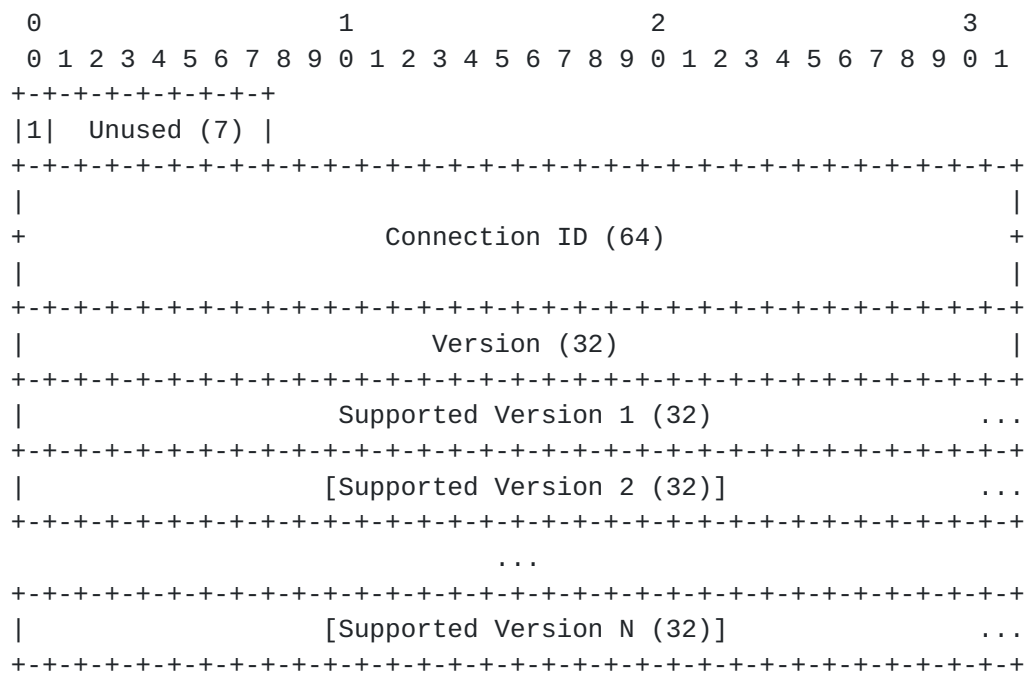 0                   1                   2                   3
 0 1 2 3 4 5 6 7 8 9 0 1 2 3 4 5 6 7 8 9 0 1 2 3 4 5 6 7 8 9 0 1
+-+-+-+-+-+-+-+-+
|1|  Unused (7) |
+-+-+-+-+-+-+-+-+-+-+-+-+-+-+-+-+-+-+-+-+-+-+-+-+-+-+-+-+-+-+-+-+
|                                                               |
+                       Connection ID (64)                      +
|                                                               |
+-+-+-+-+-+-+-+-+-+-+-+-+-+-+-+-+-+-+-+-+-+-+-+-+-+-+-+-+-+-+-+-+
|                          Version (32)                         |
+-+-+-+-+-+-+-+-+-+-+-+-+-+-+-+-+-+-+-+-+-+-+-+-+-+-+-+-+-+-+-+-+
|                    Supported Version 1 (32)                 ...
+-+-+-+-+-+-+-+-+-+-+-+-+-+-+-+-+-+-+-+-+-+-+-+-+-+-+-+-+-+-+-+-+
|                   [Supported Version 2 (32)]                ...
+-+-+-+-+-+-+-+-+-+-+-+-+-+-+-+-+-+-+-+-+-+-+-+-+-+-+-+-+-+-+-+-+
                               ...
+-+-+-+-+-+-+-+-+-+-+-+-+-+-+-+-+-+-+-+-+-+-+-+-+-+-+-+-+-+-+-+-+
|                   [Supported Version N (32)]                ...
+-+-+-+-+-+-+-+-+-+-+-+-+-+-+-+-+-+-+-+-+-+-+-+-+-+-+-+-+-+-+-+-+